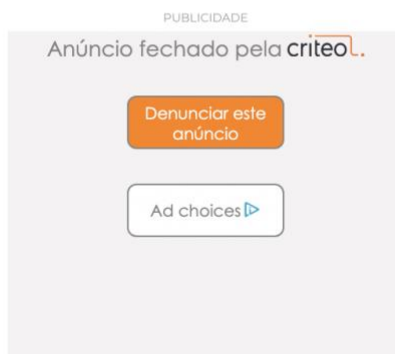 PUBLICIDADE
Anúncio fechado pela criteo.
Denunciar este
anúncio
Ad choices